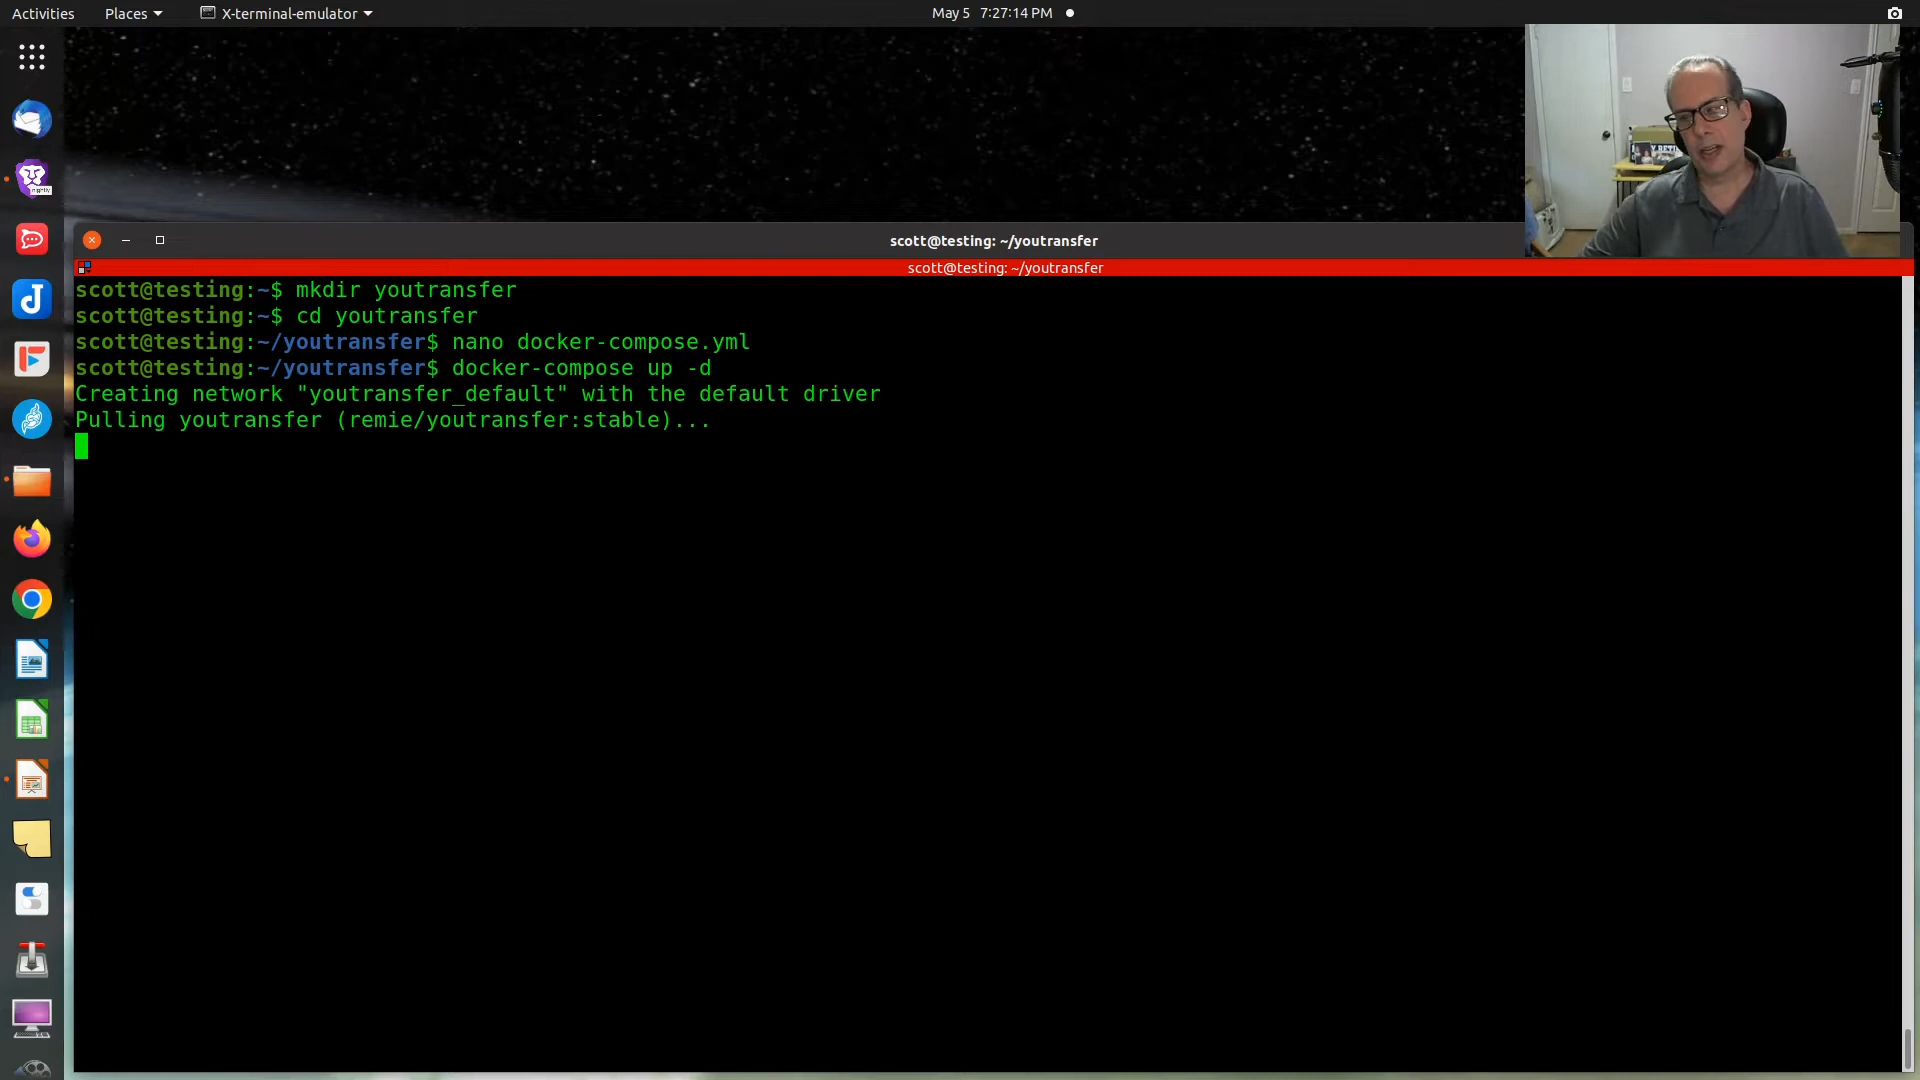 Activities Places X-terminal-emulator May 5 7:27:14 PM
scott@testing: ~/youtransfer
scott@testing: ~/youtransfer
scott@testing:~$ mkdir youtransfer
scott@testing:~$ cd youtransfer
scott@testing:~/youtransfer$ nano docker-compose.yml
scott@testing:~/youtransfer$ docker-compose up -d
Creating network "youtransfer_default" with the default driver
Pulling youtransfer (remie/youtransfer:stable)...
nightly